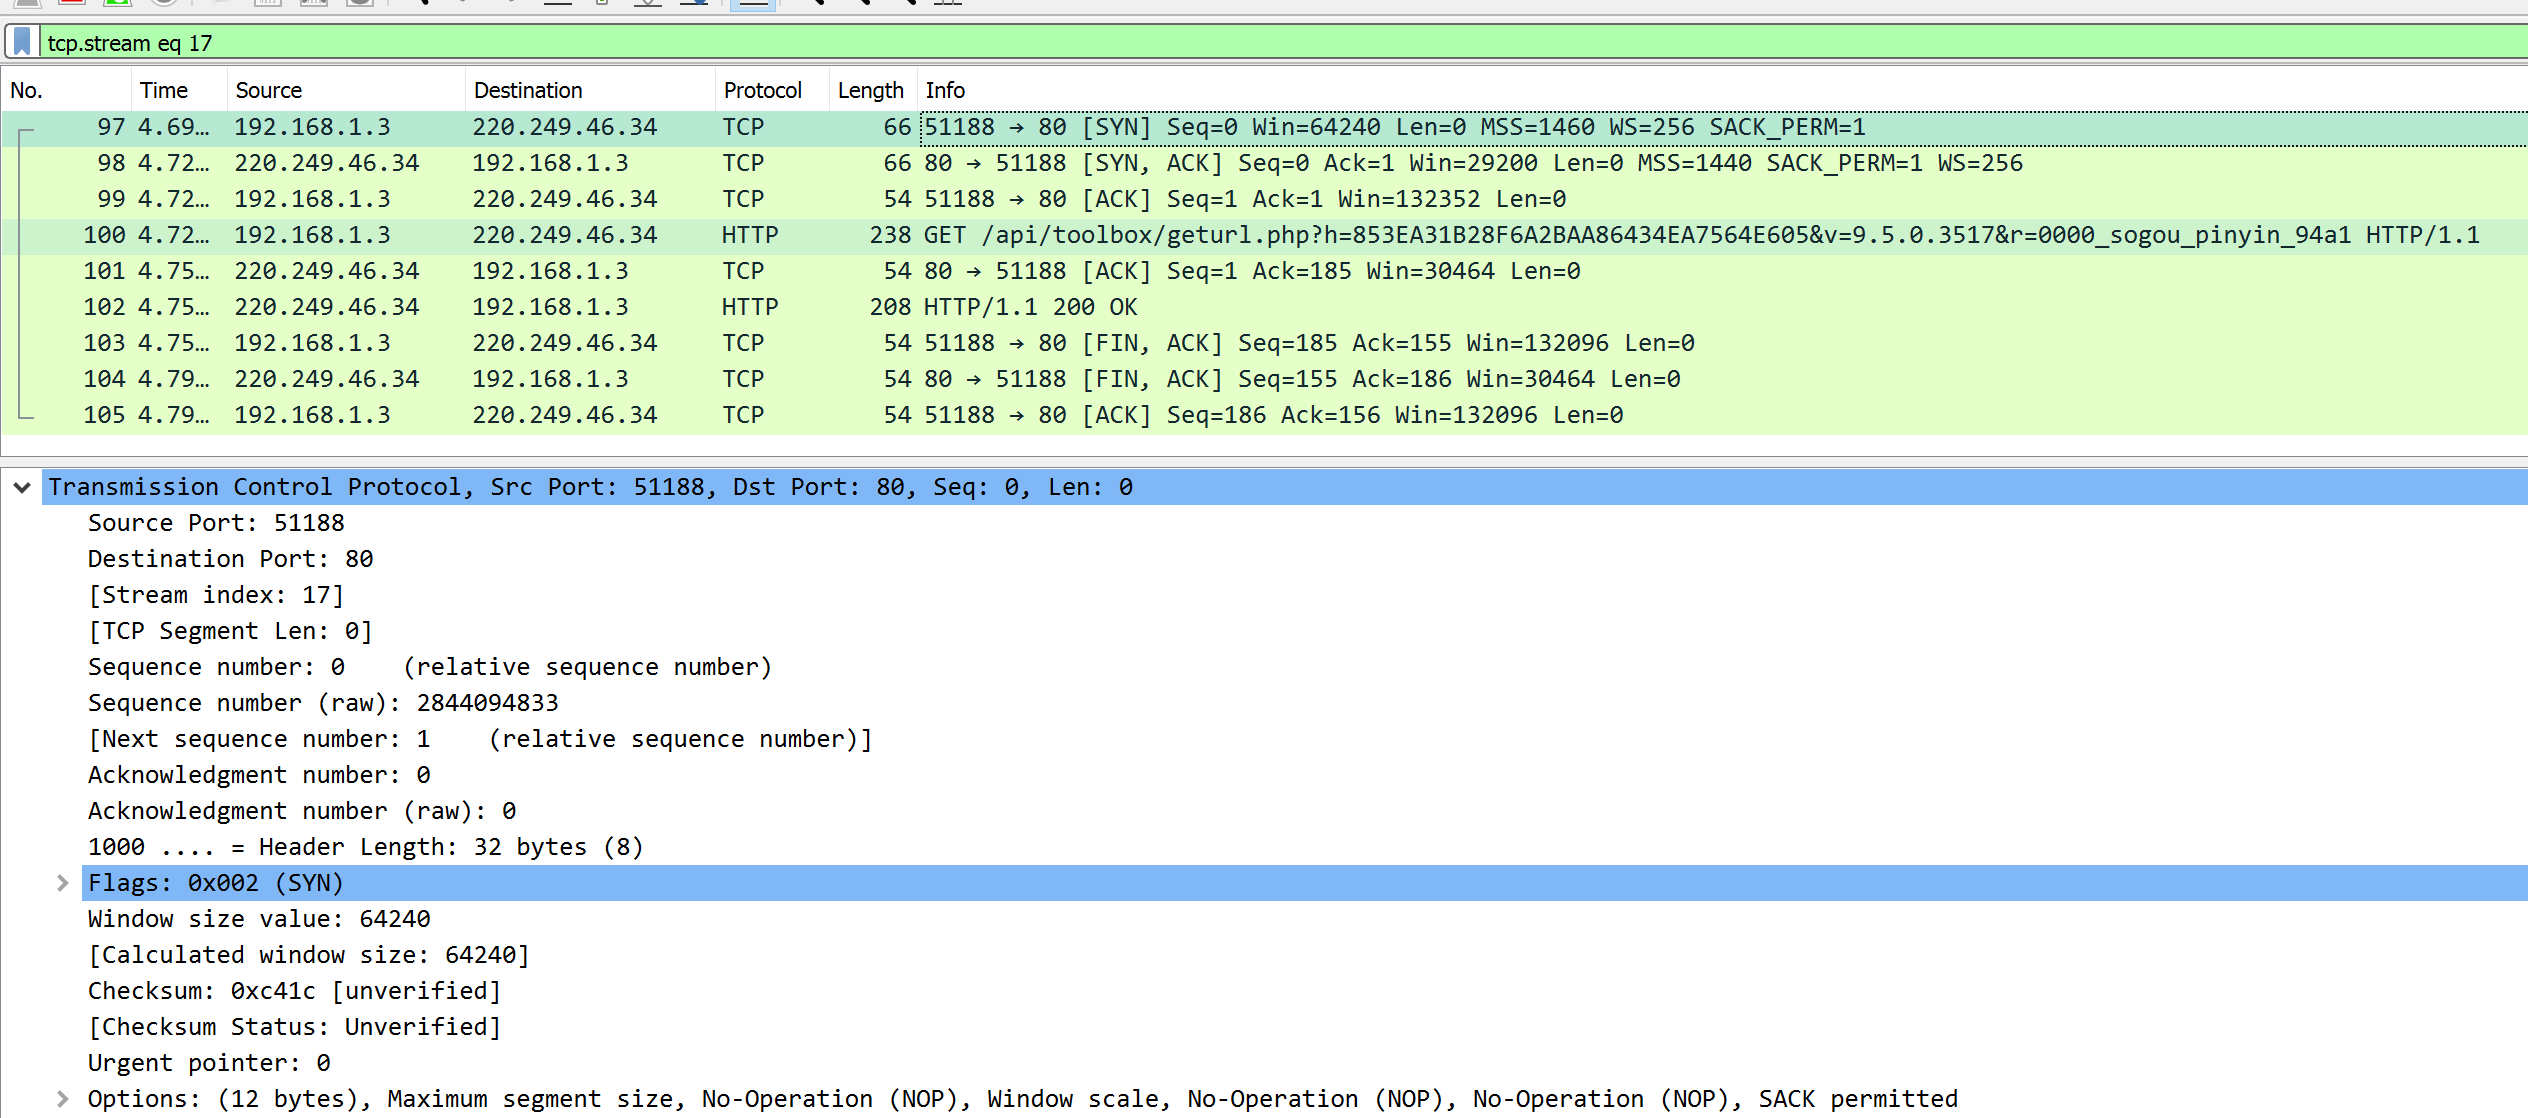 tcp.stream eq 17
No. Time Source Destination Protocol Length Info
97 4.69… 192.168.1.3 220.249.46.34 TCP 66 51188 → 80 [SYN] Seq=0 Win=64240 Len=0 MSS=1460 WS=256 SACK_PERM=1
98 4.72… 220.249.46.34 192.168.1.3 TCP 66 80 → 51188 [SYN, ACK] Seq=0 Ack=1 Win=29200 Len=0 MSS=1440 SACK_PERM=1 WS=256
99 4.72… 192.168.1.3 220.249.46.34 TCP 54 51188 → 80 [ACK] Seq=1 Ack=1 Win=132352 Len=0
100 4.72… 192.168.1.3 220.249.46.34 HTTP 238 GET /api/toolbox/geturl.php?h=853EA31B28F6A2BAA86434EA7564E605&v=9.5.0.3517&r=0000_sogou_pinyin_94a1 HTTP/1.1
101 4.75… 220.249.46.34 192.168.1.3 TCP 54 80 → 51188 [ACK] Seq=1 Ack=185 Win=30464 Len=0
102 4.75… 220.249.46.34 192.168.1.3 HTTP 208 HTTP/1.1 200 OK
103 4.75… 192.168.1.3 220.249.46.34 TCP 54 51188 → 80 [FIN, ACK] Seq=185 Ack=155 Win=132096 Len=0
104 4.79… 220.249.46.34 192.168.1.3 TCP 54 80 → 51188 [FIN, ACK] Seq=155 Ack=186 Win=30464 Len=0
105 4.79… 192.168.1.3 220.249.46.34 TCP 54 51188 → 80 [ACK] Seq=186 Ack=156 Win=132096 Len=0
Transmission Control Protocol, Src Port: 51188, Dst Port: 80, Seq: 0, Len: 0
Source Port: 51188
Destination Port: 80
[Stream index: 17]
[TCP Segment Len: 0]
Sequence number: 0 (relative sequence number)
Sequence number (raw): 2844094833
[Next sequence number: 1 (relative sequence number)]
Acknowledgment number: 0
Acknowledgment number (raw): 0
1000 .... = Header Length: 32 bytes (8)
Flags: 0x002 (SYN)
Window size value: 64240
[Calculated window size: 64240]
Checksum: 0xc41c [unverified]
[Checksum Status: Unverified]
Urgent pointer: 0
Options: (12 bytes), Maximum segment size, No-Operation (NOP), Window scale, No-Operation (NOP), No-Operation (NOP), SACK permitted